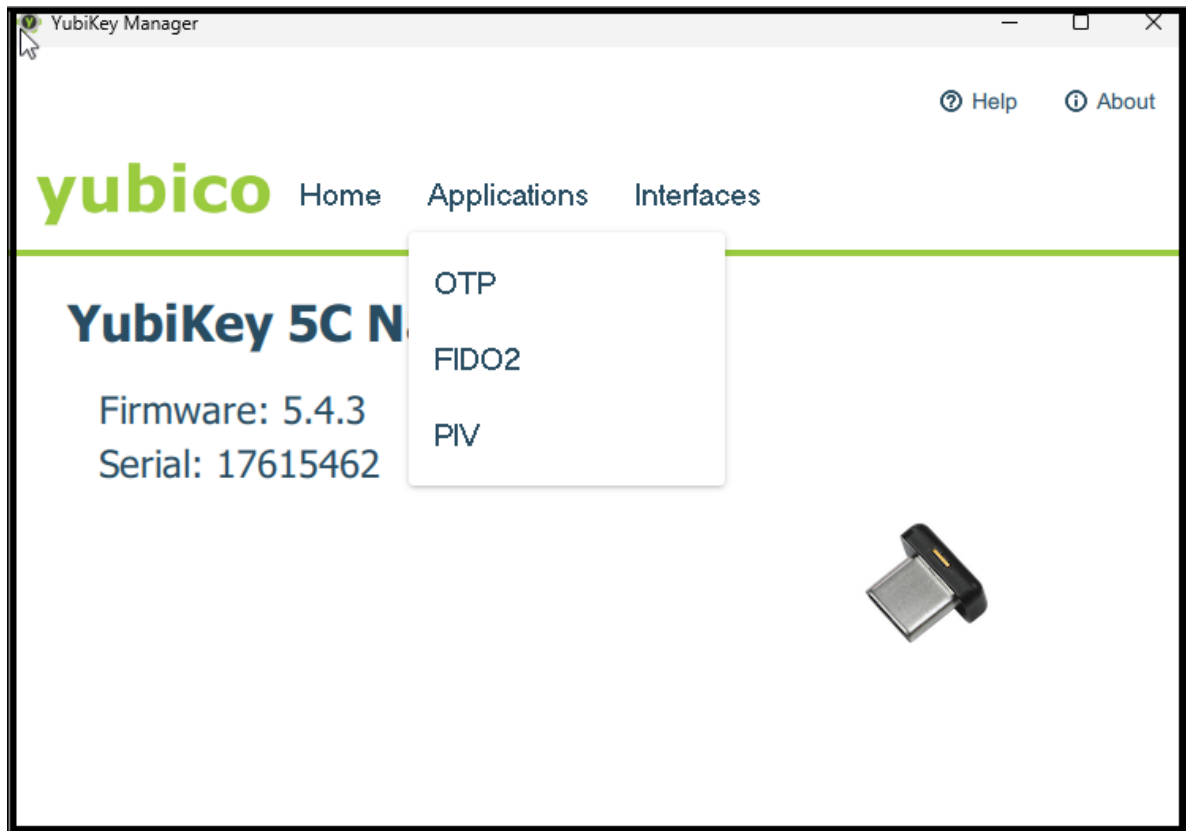 YubiKey Manager
Help About
yubico Home Applications Interfaces
OTP
YubiKey 5C
FIDO2
Firmware: 5.4.3
PIV
Serial: 17615462